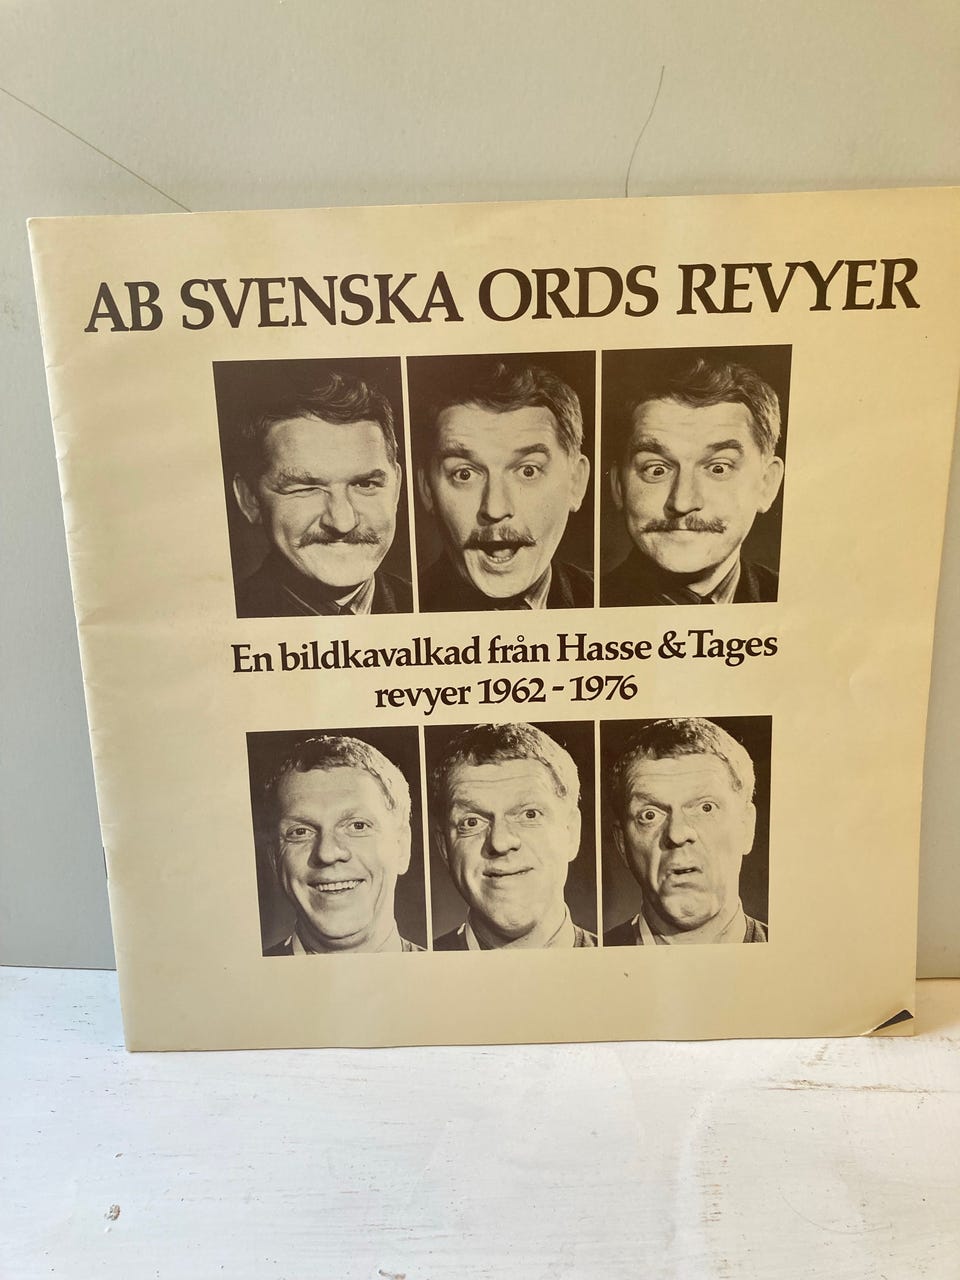 AB SVENSKA ORDS REVYER
En bildkavalkad från Hasse & Tages
revyer 1962 - 1976